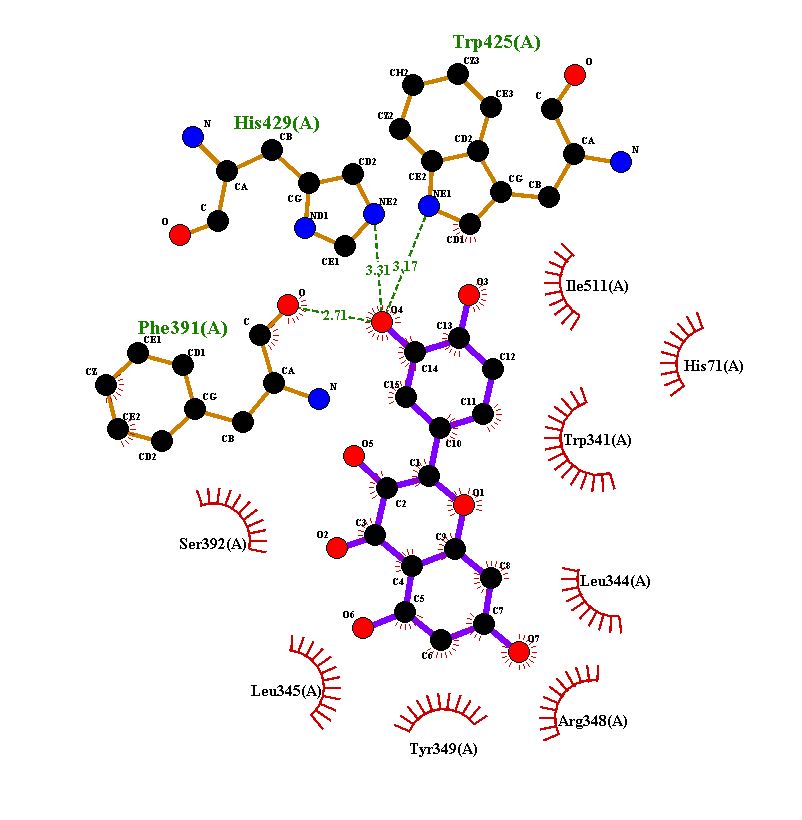 Trp425(A)
CZ3
O
CH2
CE3
C
His429(A)
N
CB
CZ2
CD2
CA
N
CD2
CE2
CG
CA
CG
NE2
NE1
CB
C
O
ND1
CD1
CE1
3.31
3.17
Ile511(A)
O
O3
2.71
O4
Phe391(A)
C
C13
CE1
CD1
C12
His71(A)
CZ
CA
C14
N
C15
CG
C11
CE2
CB
C10
CD2
Trp341(A)
O5
C1
C2
O1
C3
Ser392(A)
O2
C9
C4
C8
Leu344(A)
C5
O6
C7
C6
O7
Leu345(A)
Arg348(A)
Tyr349(A)